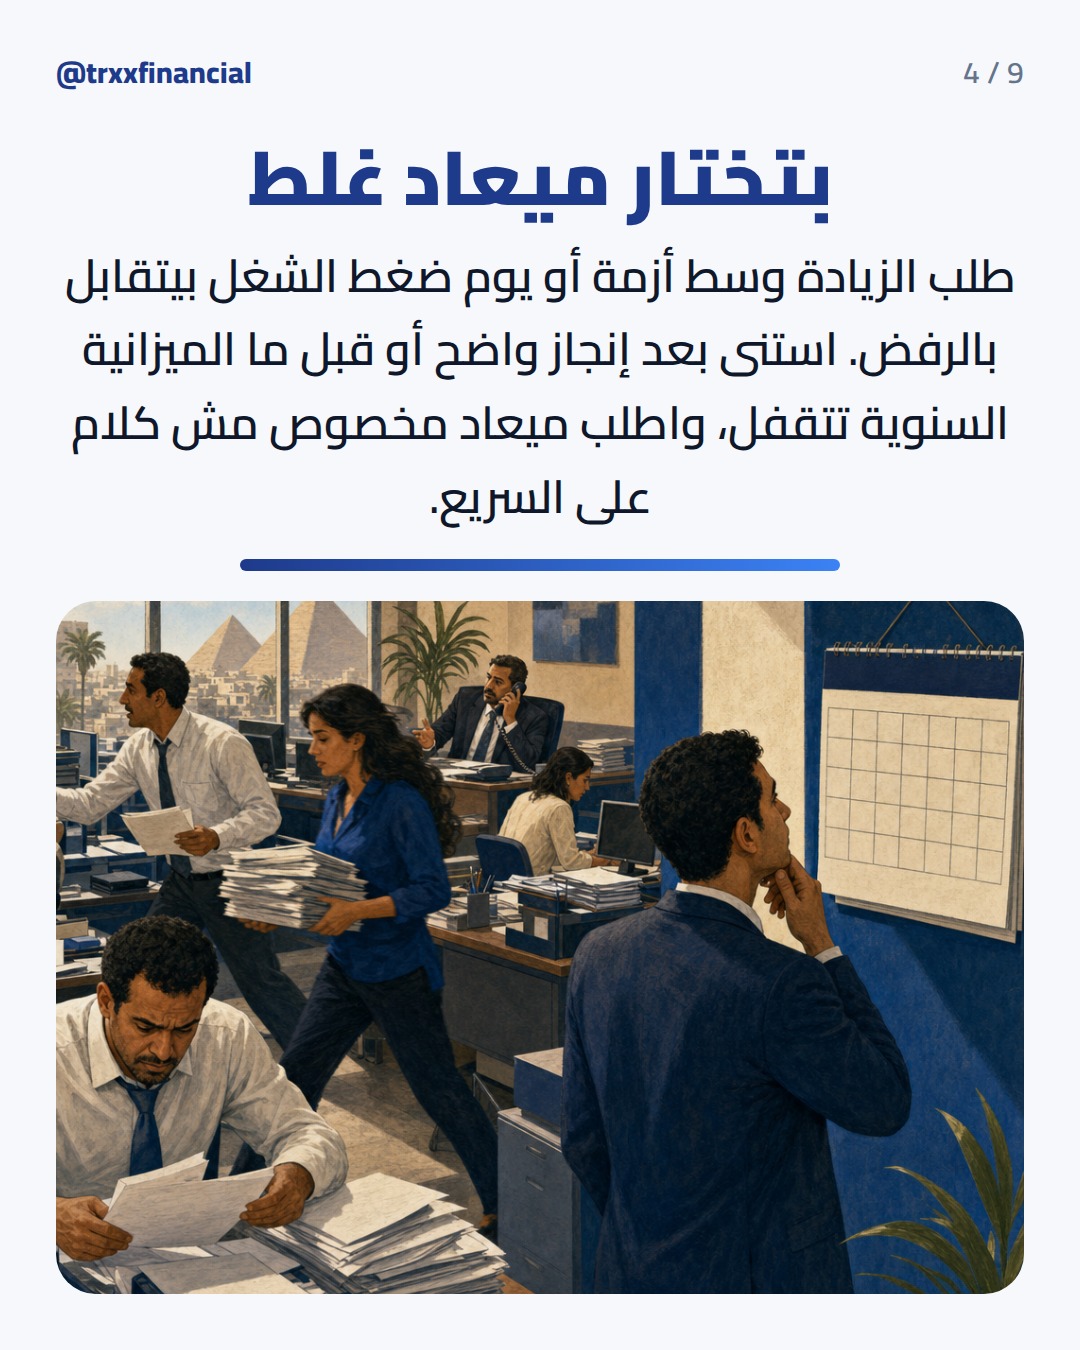 @trxxfinancial
4 / 9
بتختار ميعاد غلط
طلب الزيادة وسط أزمة أو يوم ضغط الشغل بيتقابل
بالرفض. استنى بعد إنجاز واضح أو قبل ما الميزانية
السنوية تتقفل، واطلب ميعاد مخصوص مش كلام
على السريع.